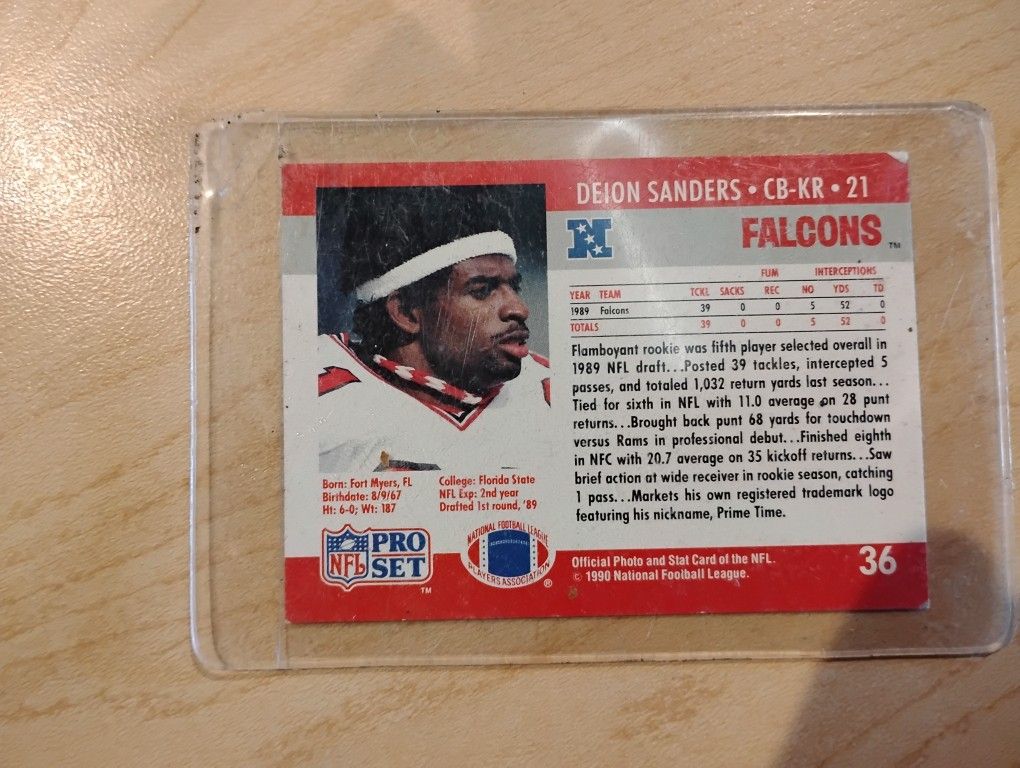 DEION SANDERS • CB-KR • 21
N
FALCONS ™
FUM INTERCEPTIONS
YEAR TEAM TCKL SACKS REC NO YDS TD
1989 Falcons 39 0 0 5 52 0
TOTALS 39 0 0 5 52 0
Flamboyant rookie was fifth player selected overall in
1989 NFL draft...Posted 39 tackles, intercepted 5
passes, and totaled 1,032 return yards last season...
Tied for sixth in NFL with 11.0 average on 28 punt
returns...Brought back punt 68 yards for touchdown
versus Rams in professional debut...Finished eighth
in NFC with 20.7 average on 35 kickoff returns...Saw
brief action at wide receiver in rookie season, catching
1 pass...Markets his own registered trademark logo
featuring his nickname, Prime Time.
Born: Fort Myers, FL
Birthdate: 8/9/67
Ht: 6-0; Wt: 187
College: Florida State
NFL Exp: 2nd year
Drafted 1st round, '89
NFL PRO SET ™
NATIONAL FOOTBALL LEAGUE
PLAYERS ASSOCIATION ®
Official Photo and Stat Card of the NFL.
© 1990 National Football League.
36